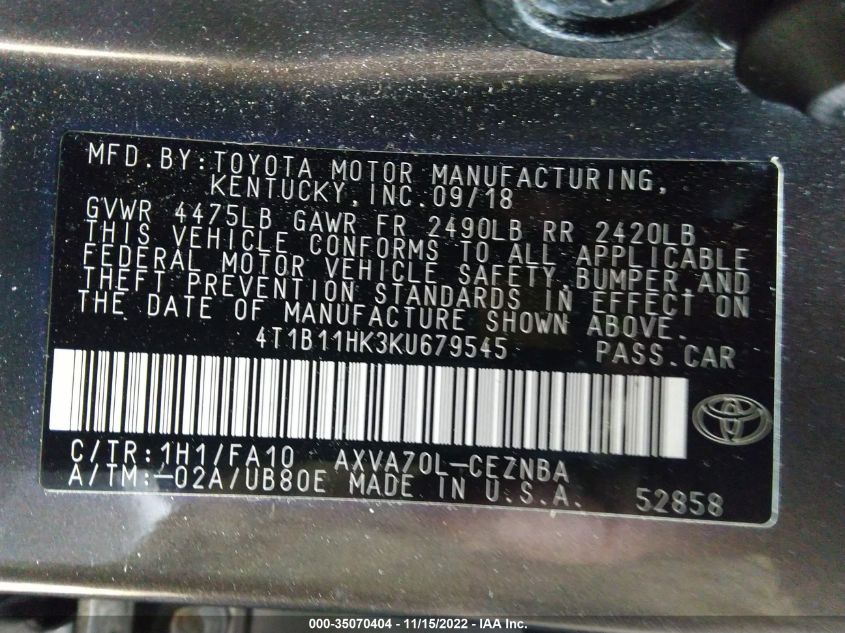 MFD. BY: TOYOTA MOTOR MANUFACTURING,
KENTUCKY, INC. 09/18
GVWR 4475LB GAWR FR 2490LB RR 2420LB
THIS VEHICLE CONFORMS TO ALL APPLICABLE
FEDERAL MOTOR VEHICLE SAFETY, BUMPER, AND
THEFT PREVENTION STANDARDS IN EFFECT ON
THE DATE OF MANUFACTURE SHOWN ABOVE.
4T1B11HK3KU679545 PASS. CAR
C/TR: 1H1/FA10 AXVA70L-CEZNBA
A/TM: -02A/UB80E MADE IN U.S.A. 52858
000-35070404 - 11/15/2022 - IAA Inc.